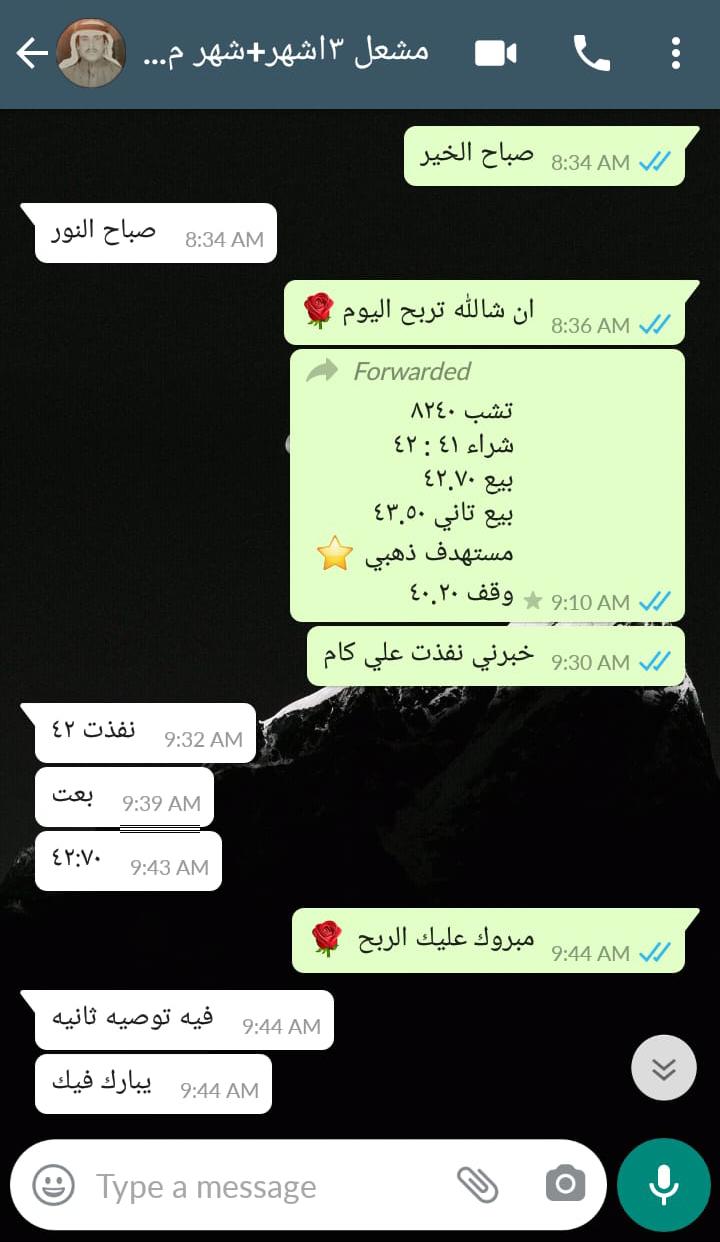 مشعل ٣اشهر+شهر م...
صباح الخير 8:34 AM
صباح النور 8:34 AM
ان شالله تربح اليوم 🌹 8:36 AM
Forwarded
تشب ٨٢٤٠
شراء ٤١ : ٤٢
بيع ٤٢.٧٠
بيع تاني ٤٣.٥٠
مستهدف ذهبي ⭐
وقف ٤٠.٢٠ 9:10 AM
خبرني نفذت علي كام 9:30 AM
نفذت ٤٢ 9:32 AM
بعت 9:39 AM
٤٢:٧٠ 9:43 AM
مبروك عليك الربح 🌹 9:44 AM
فيه توصيه ثانيه 9:44 AM
يبارك فيك 9:44 AM
Type a message